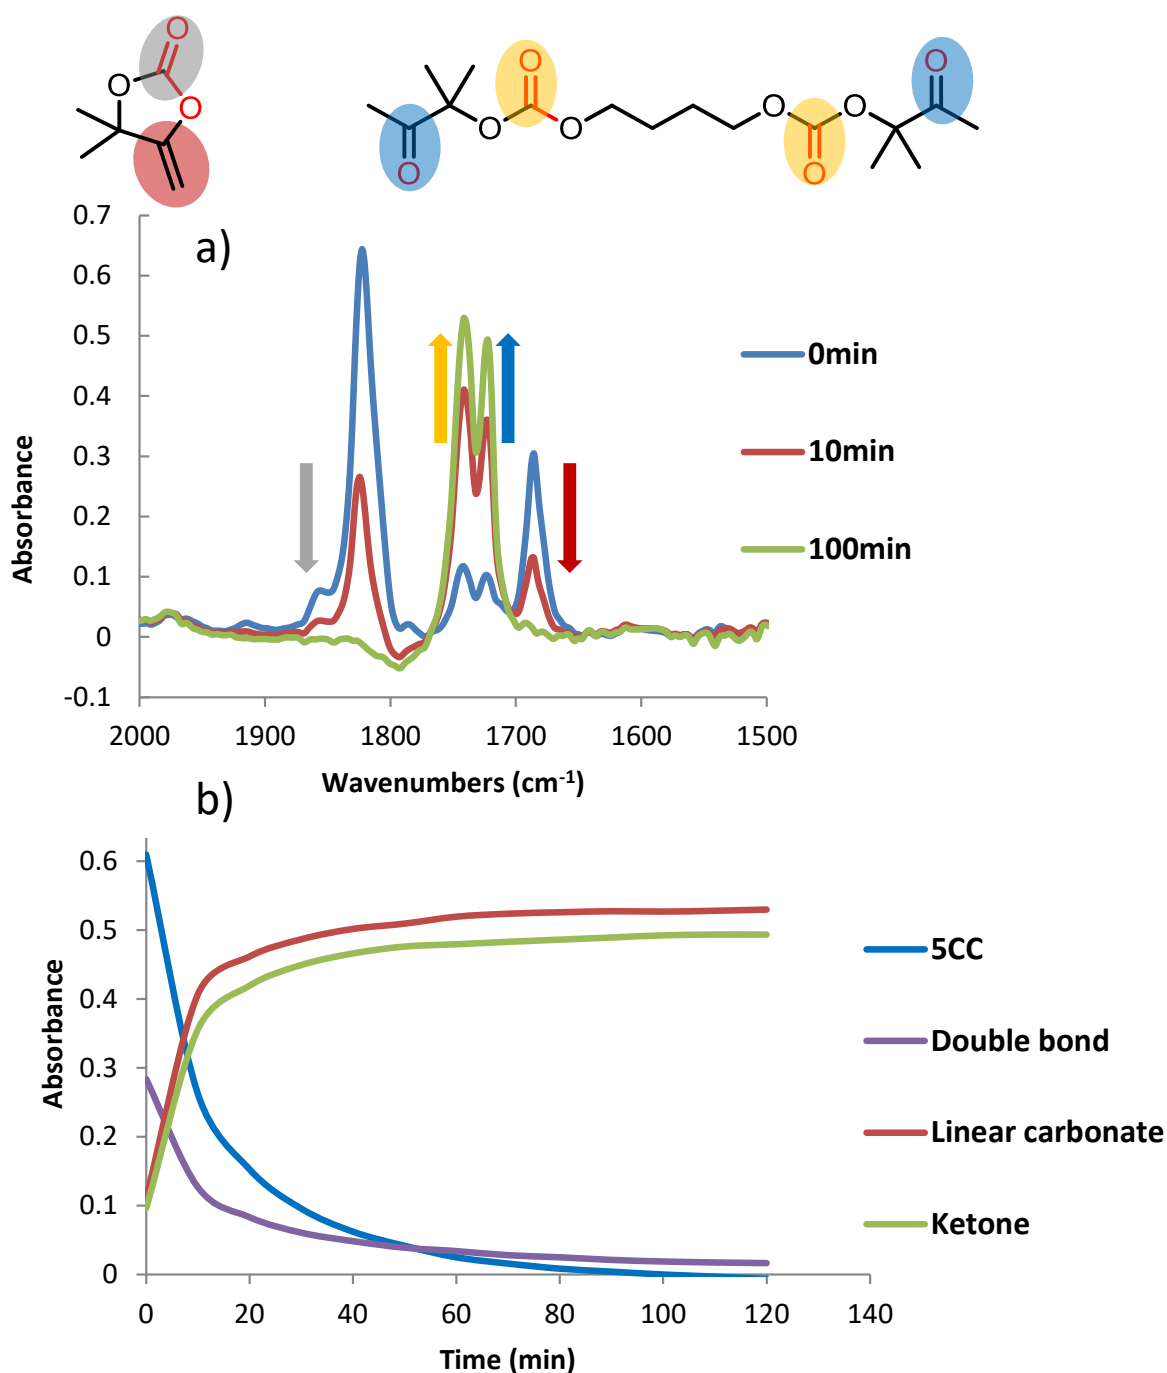 O
O
O
O
O
O
O
O
O
O
O
a)
0.7
0.6
0.5
0.4
0.3
0.2
0.1
0
-0.1
Absorbance
2000 1900 1800 1700 1600 1500
Wavenumbers (cm-1)
0min
10min
100min
b)
0.6
0.5
0.4
0.3
0.2
0.1
0
Absorbance
0 20 40 60 80 100 120 140
Time (min)
5CC
Double bond
Linear carbonate
Ketone